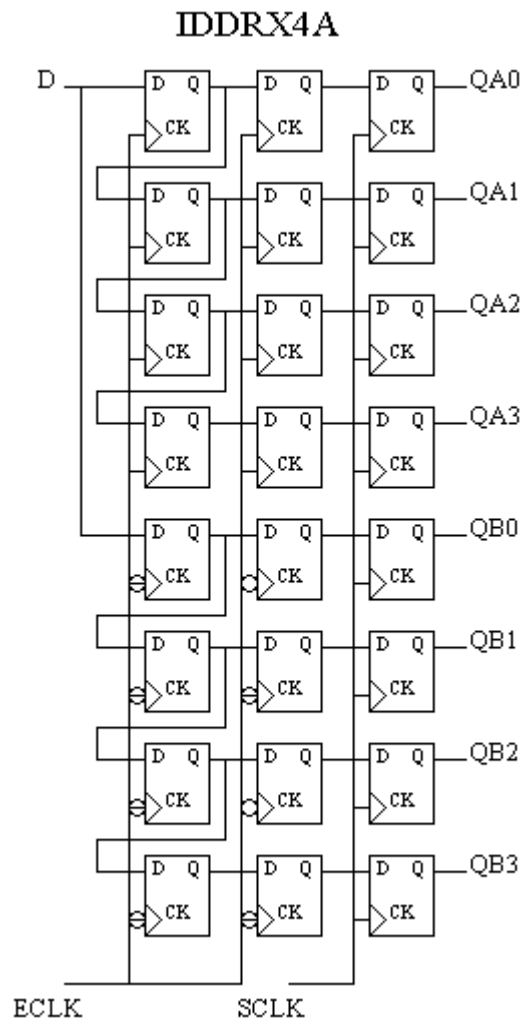 IDDRX4A
D D Q D Q D Q QA0
CK CK CK
D Q D Q D Q QA1
CK CK CK
D Q D Q D Q QA2
CK CK CK
D Q D Q D Q QA3
CK CK CK
D Q D Q D Q QB0
CK CK CK
D Q D Q D Q QB1
CK CK CK
D Q D Q D Q QB2
CK CK CK
D Q D Q D Q QB3
CK CK CK
ECLK SCLK